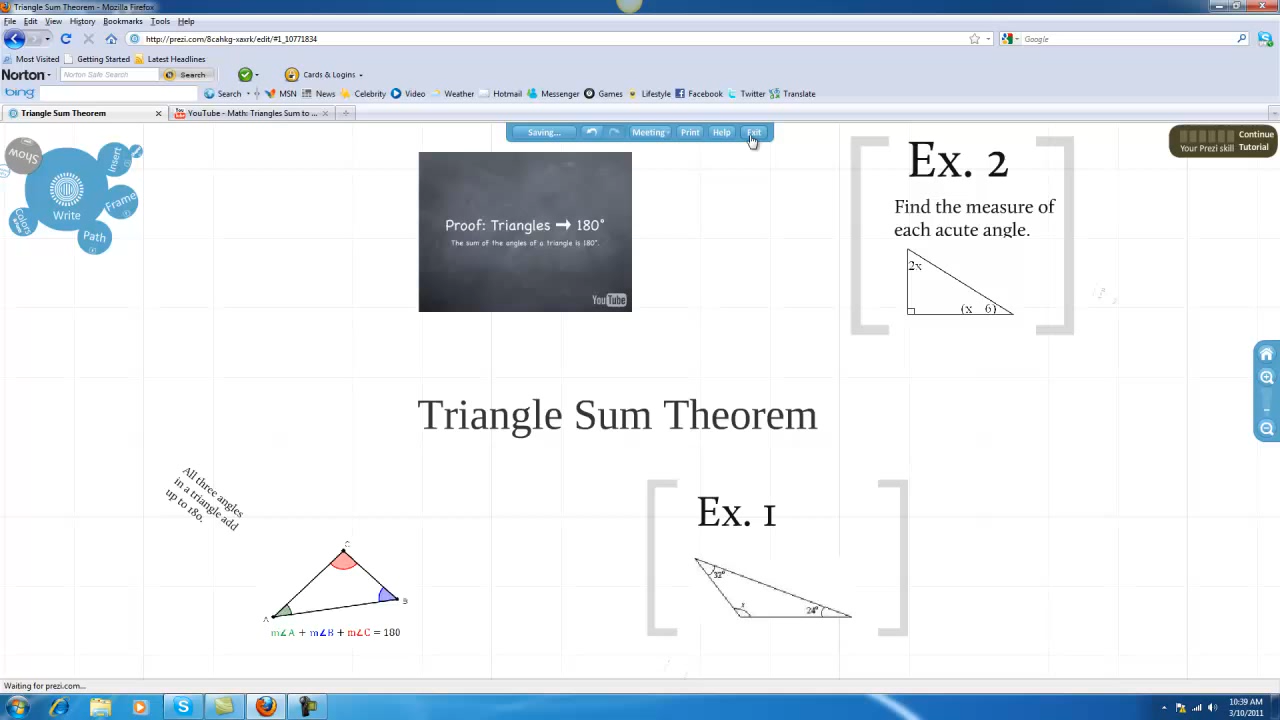 Triangle Sum Theorem - Mozilla Firefox
File Edit View History Bookmarks Tools Help
http://prezi.com/8cahkg-xaxrk/edit/#1_10771834
Google
Most Visited Getting Started Latest Headlines
Norton Norton Safe Search Search Cards & Logins
bing Search MSN News Celebrity Video Weather Hotmail Messenger Games Lifestyle Facebook Twitter Translate
Triangle Sum Theorem
YouTube - Math: Triangles Sum to ...
Saving... Meeting Print Help Exit
Show
Insert
Frame
Write
Colors
Path
Your Prezi skill
Continue
Tutorial
Proof: Triangles ➞ 180°
The sum of the angles of a triangle is 180°.
YouTube
Ex. 2
Find the measure of
each acute angle.
2x
(x 6)
Triangle Sum Theorem
All three angles
in a triangle add
up to 180.
C
A
B
m∠A + m∠B + m∠C = 180
Ex. 1
32°
x
24°
Waiting for prezi.com...
10:39 AM
3/10/2011